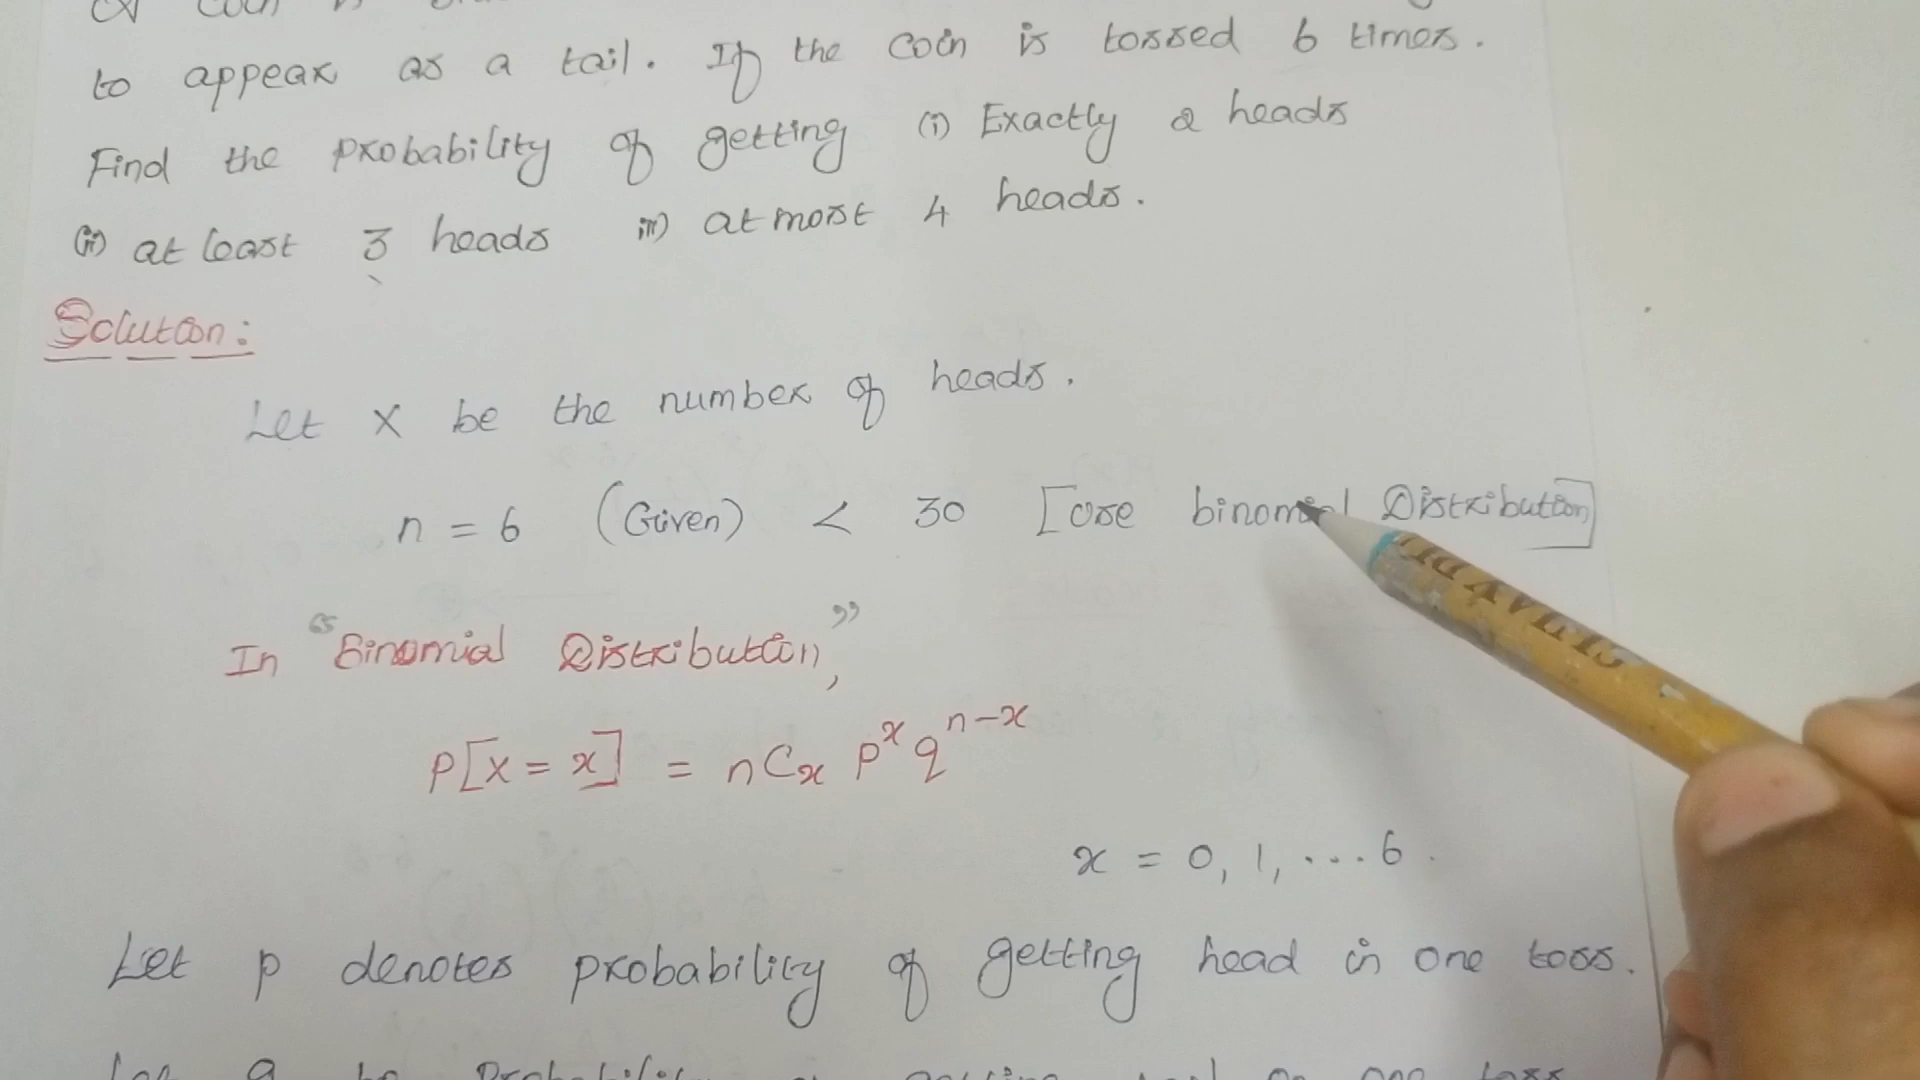 to appear as a tail. If the coin is tossed 6 times.
Find the probability of getting (i) Exactly 2 heads
(ii) at least 3 heads iii) atmost 4 heads.
Solution:
Let X be the number of heads.
n = 6 (Given) < 30 [Use binomial Distribution]
In "Binomial Distribution,"
P[X = x] = nCx p^x q^n-x
x = 0, 1, ...6.
Let p denotes probability of getting head in one toss.